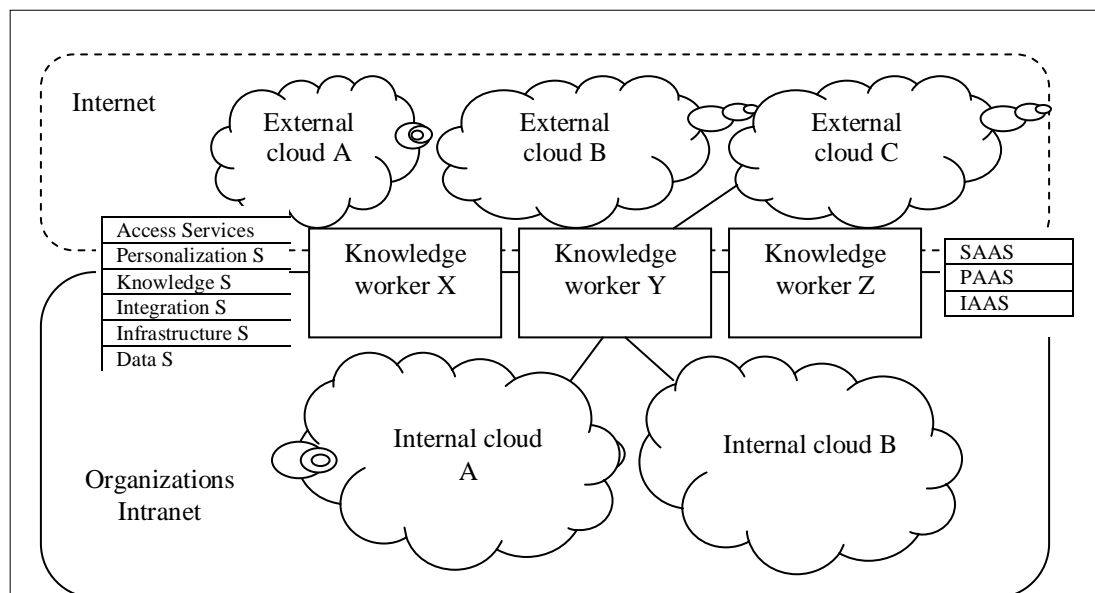 Internet
External
cloud A
External
cloud B
External
cloud C
Access Services
Personalization S
Knowledge S
Integration S
Infrastructure S
Data S
Knowledge
worker X
Knowledge
worker Y
Knowledge
worker Z
SAAS
PAAS
IAAS
Internal cloud
A
Internal cloud B
Organizations
Intranet